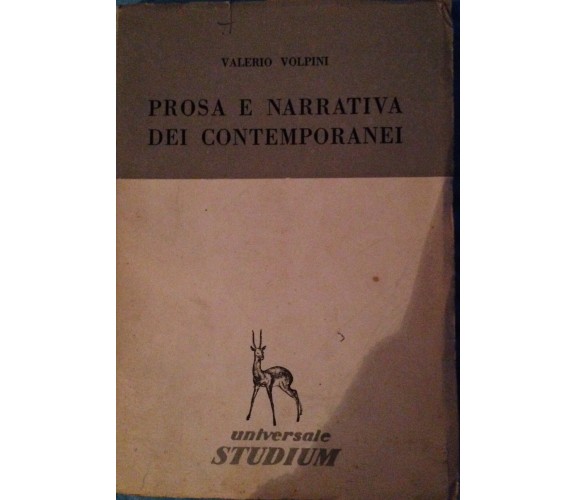 VALERIO VOLPINI
PROSA E NARRATIVA
DEI CONTEMPORANEI
universale
STUDIUM